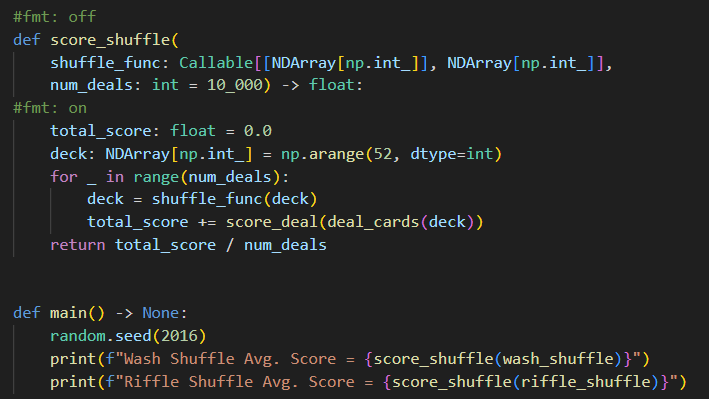 #fmt: off
def score_shuffle(
    shuffle_func: Callable[[NDArray[np.int_]], NDArray[np.int_]],
    num_deals: int = 10_000) -> float:
#fmt: on
    total_score: float = 0.0
    deck: NDArray[np.int_] = np.arange(52, dtype=int)
    for _ in range(num_deals):
        deck = shuffle_func(deck)
        total_score += score_deal(deal_cards(deck))
    return total_score / num_deals
def main() -> None:
    random.seed(2016)
    print(f"Wash Shuffle Avg. Score = {score_shuffle(wash_shuffle)}")
    print(f"Riffle Shuffle Avg. Score = {score_shuffle(riffle_shuffle)}")